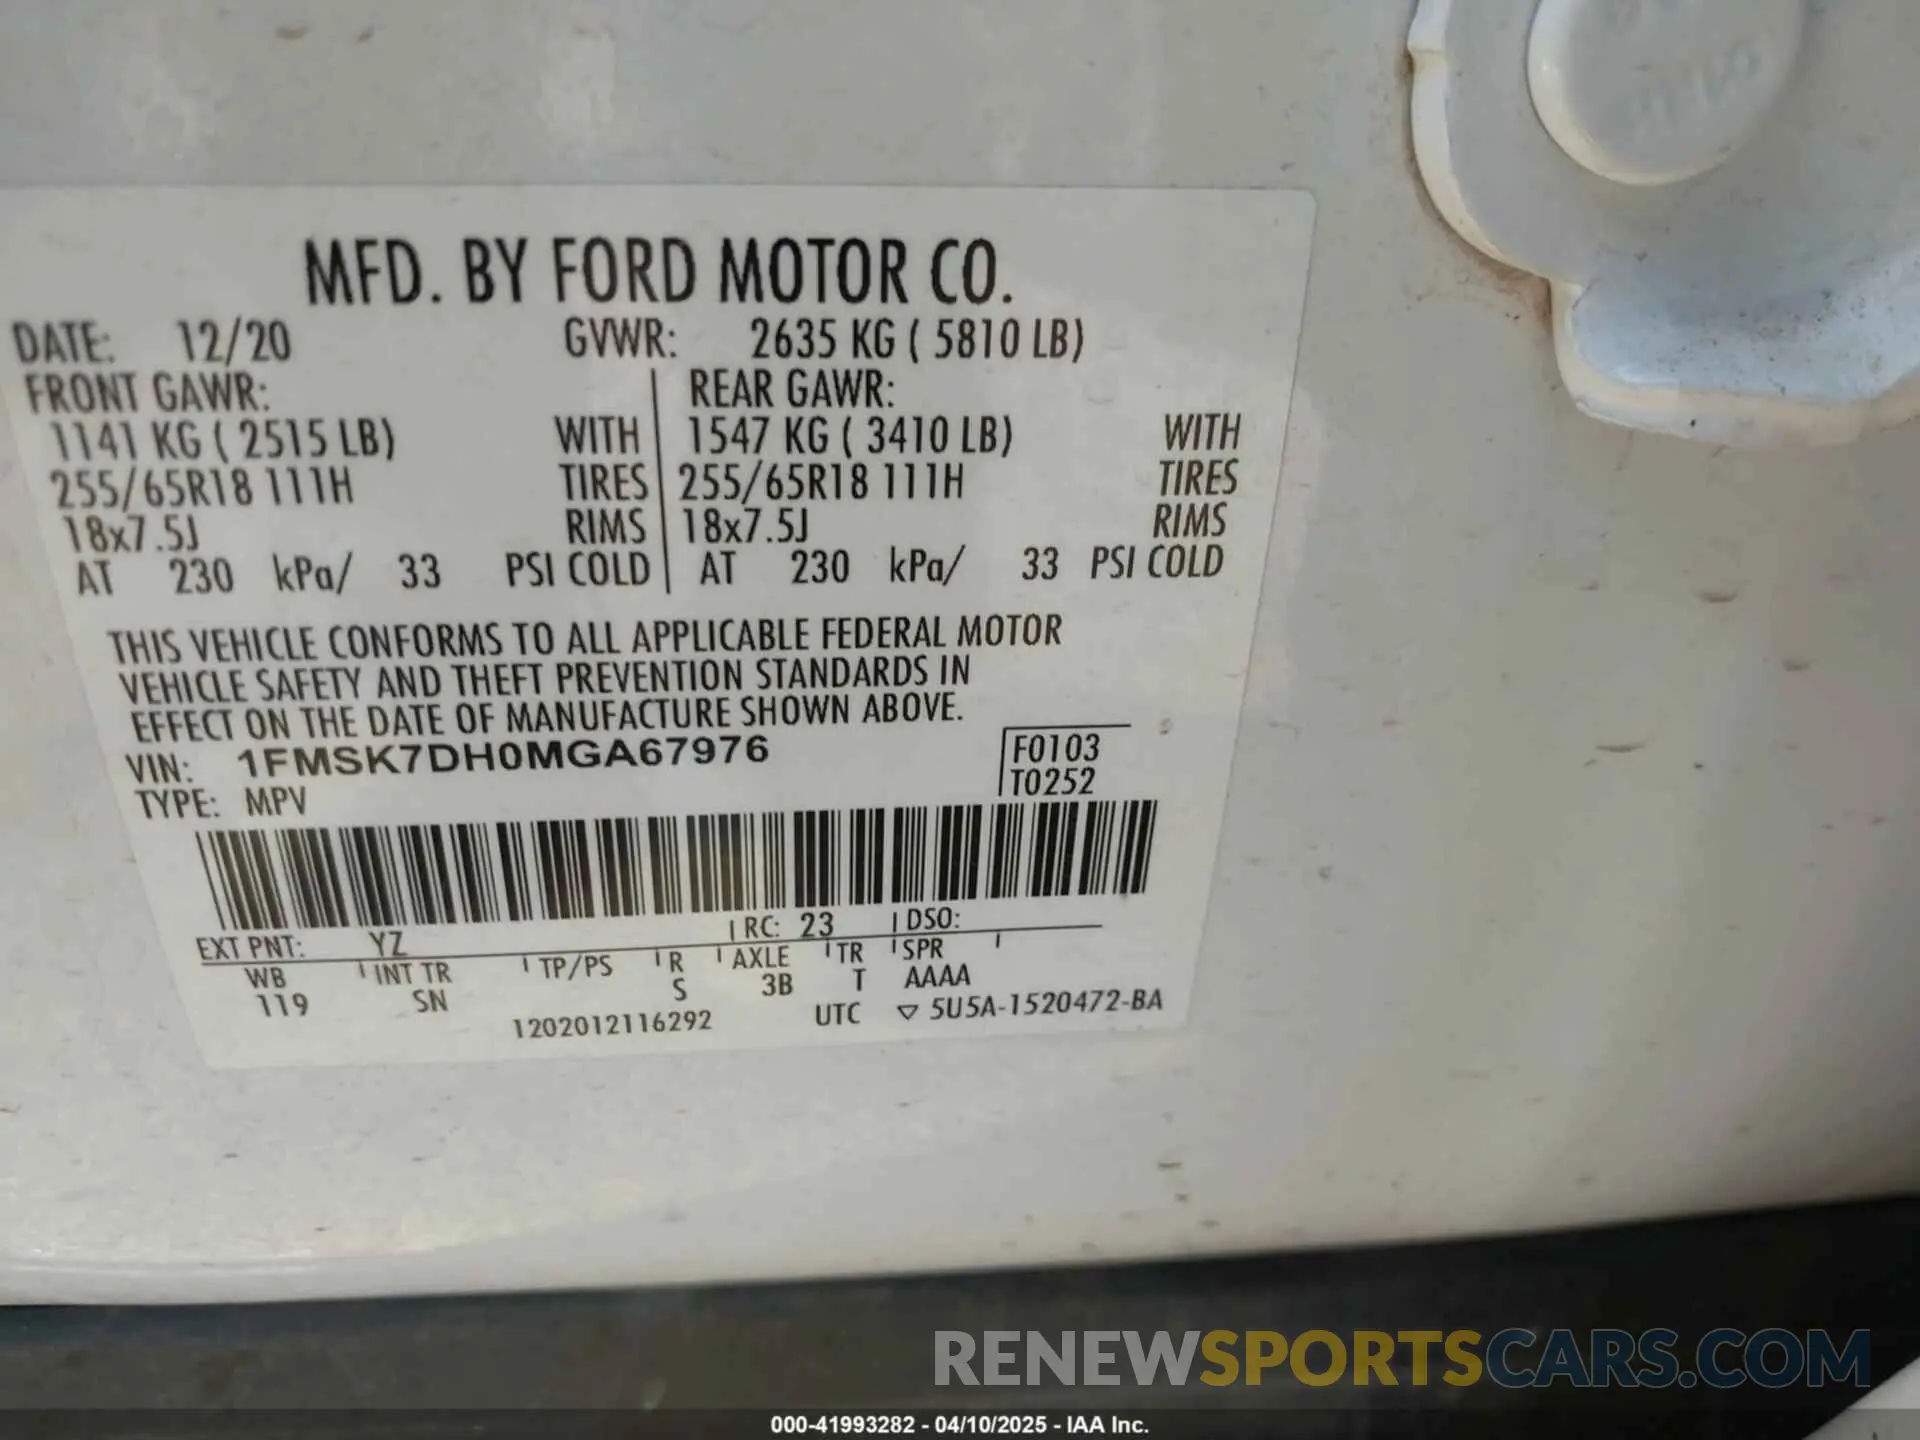 MFD. BY FORD MOTOR CO.
DATE: 12/20 GVWR: 2635 KG ( 5810 LB)
FRONT GAWR: REAR GAWR:
1141 KG ( 2515 LB) WITH 1547 KG ( 3410 LB) WITH
255/65R18 111H TIRES 255/65R18 111H TIRES
18x7.5J RIMS 18x7.5J RIMS
AT 230 kPa/ 33 PSI COLD AT 230 kPa/ 33 PSI COLD
THIS VEHICLE CONFORMS TO ALL APPLICABLE FEDERAL MOTOR
VEHICLE SAFETY AND THEFT PREVENTION STANDARDS IN
EFFECT ON THE DATE OF MANUFACTURE SHOWN ABOVE.
VIN: 1FMSK7DH0MGA67976 F0103
TYPE: MPV T0252
EXT PNT: YZ RC: 23 DSO:
WB INT TR TP/PS R AXLE TR SPR
119 SN S 3B T AAAA
1202012116292 UTC ▽ 5U5A-1520472-BA
RENEWSPORTSCARS.COM
000-41993282 - 04/10/2025 - IAA Inc.